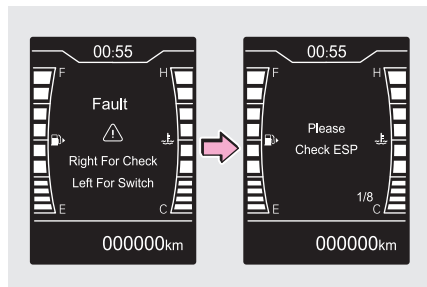 00:55
F H
Fault
Right For Check
Left For Switch
E C
000000km
00:55
F H
Please
Check ESP
1/8
E C
000000km